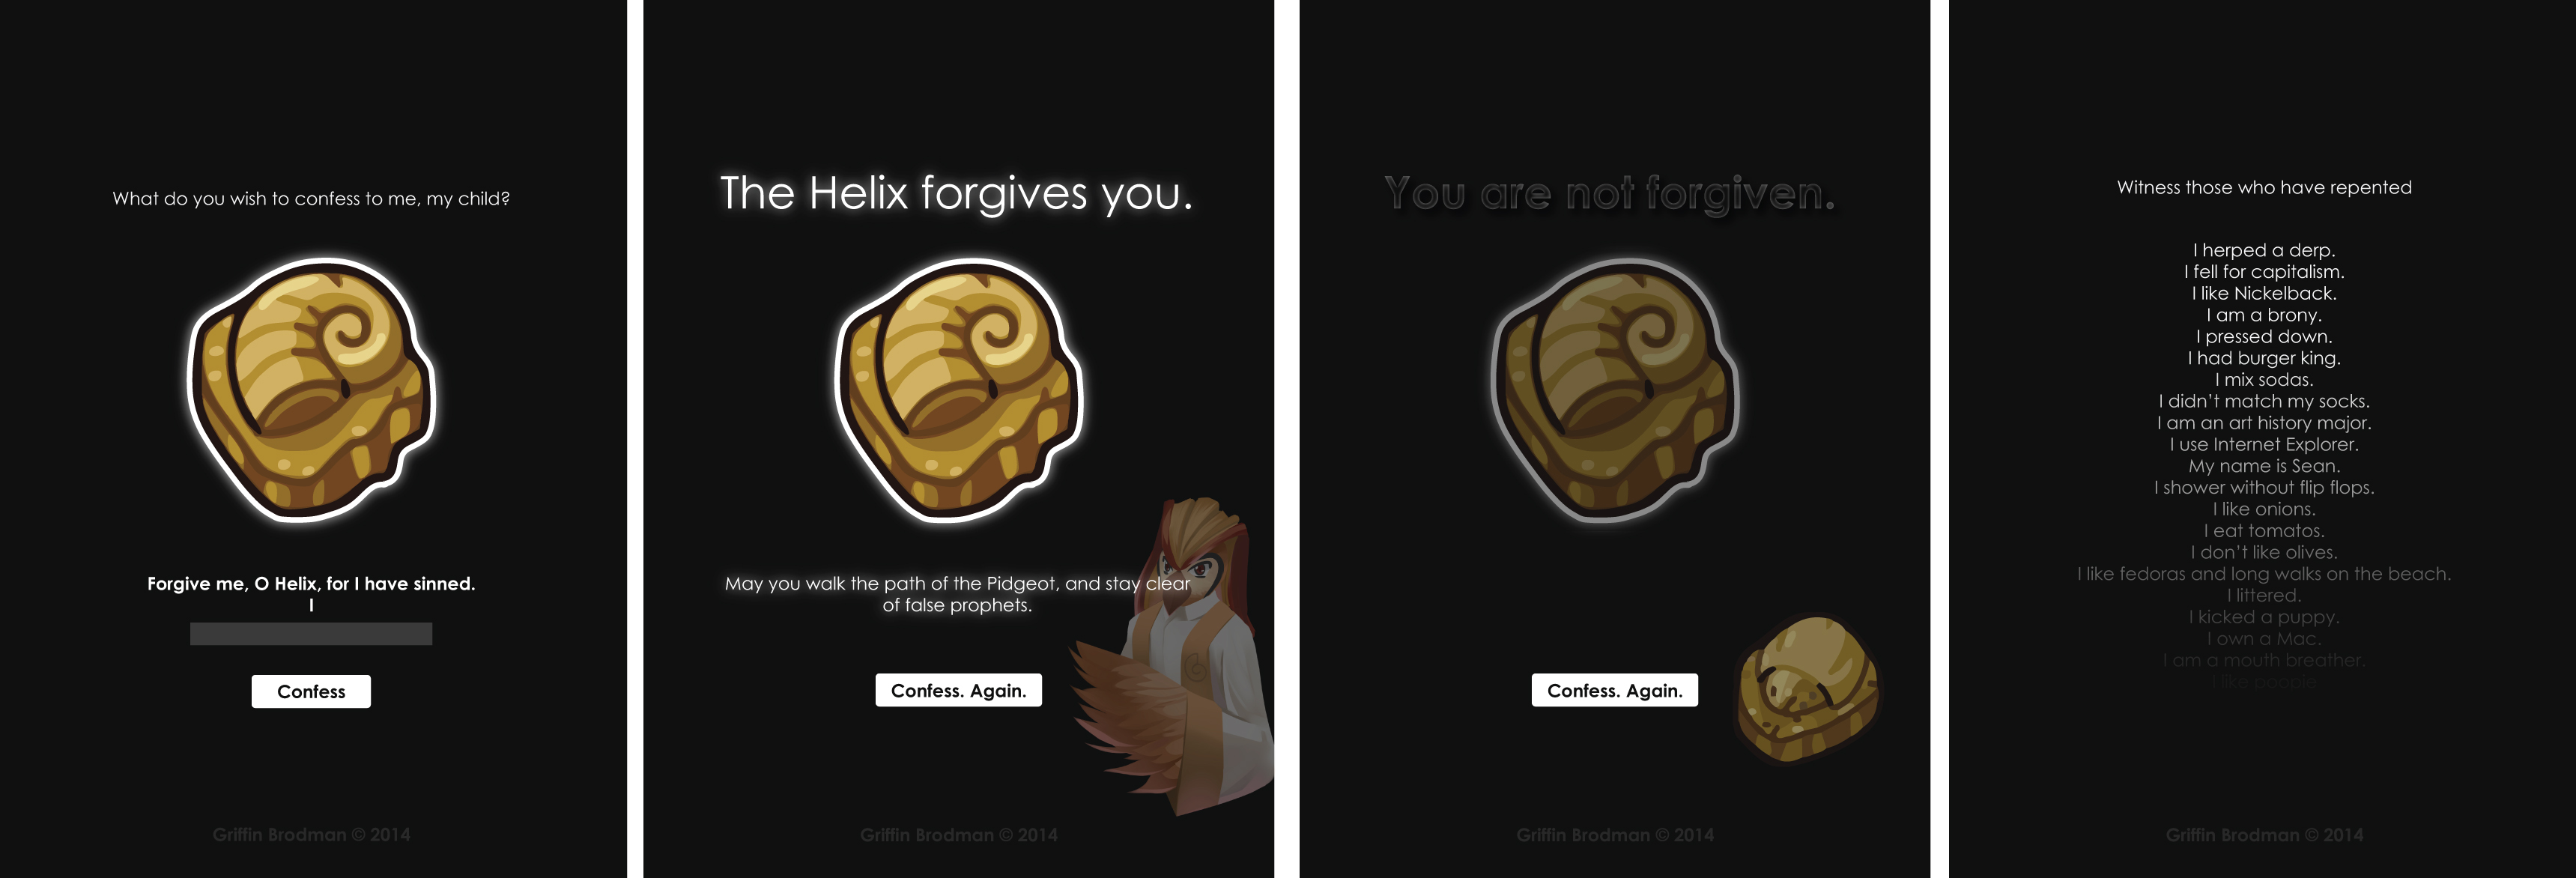 What do you wish to confess to me, my child?
Forgive me, O Helix, for I have sinned.
I
Confess
Griffin Brodman © 2014
The Helix forgives you.
May you walk the path of the Pidgeot, and stay clear
of false prophets.
Confess. Again.
Griffin Brodman © 2014
You are not forgiven.
Confess. Again.
Griffin Brodman © 2014
Witness those who have repented
I herped a derp.
I fell for capitalism.
I like Nickelback.
I am a brony.
I pressed down.
I had burger king.
I mix sodas.
I didn't match my socks.
I am an art history major.
I use Internet Explorer.
My name is Sean.
I shower without flip flops.
I like onions.
I eat tomatos.
I don't like olives.
I like fedoras and long walks on the beach.
I littered.
I kicked a puppy.
I own a Mac.
I am a mouth breather.
I like people.
Griffin Brodman © 2014